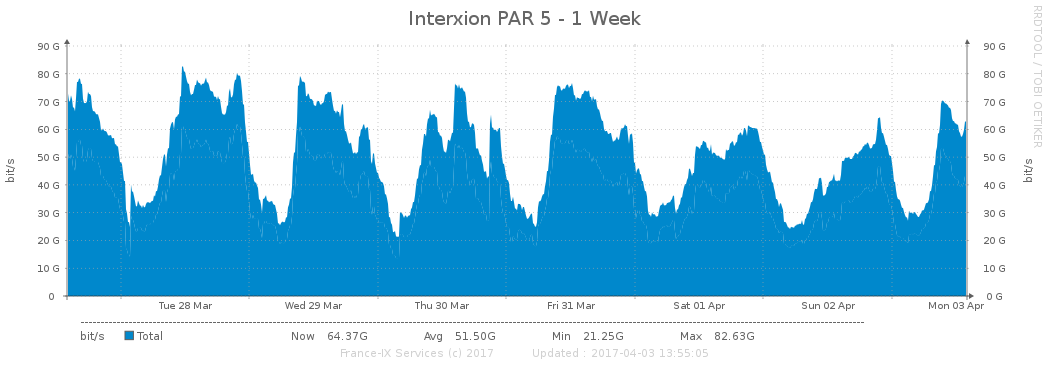 Interxion PAR 5 - 1 Week
RRDTOOL / TOBI OETIKER
90 G 90 G
80 G 80 G
70 G 70 G
60 G 60 G
50 G 50 G
40 G 40 G
30 G 30 G
20 G 20 G
10 G 10 G
0 0 G
bit/s
bit/s
Tue 28 Mar Wed 29 Mar Thu 30 Mar Fri 31 Mar Sat 01 Apr Sun 02 Apr Mon 03 Apr
bit/s Total Now 64.37G Avg 51.50G Min 21.25G Max 82.63G
France-IX Services (c) 2017 Updated : 2017-04-03 13:55:05